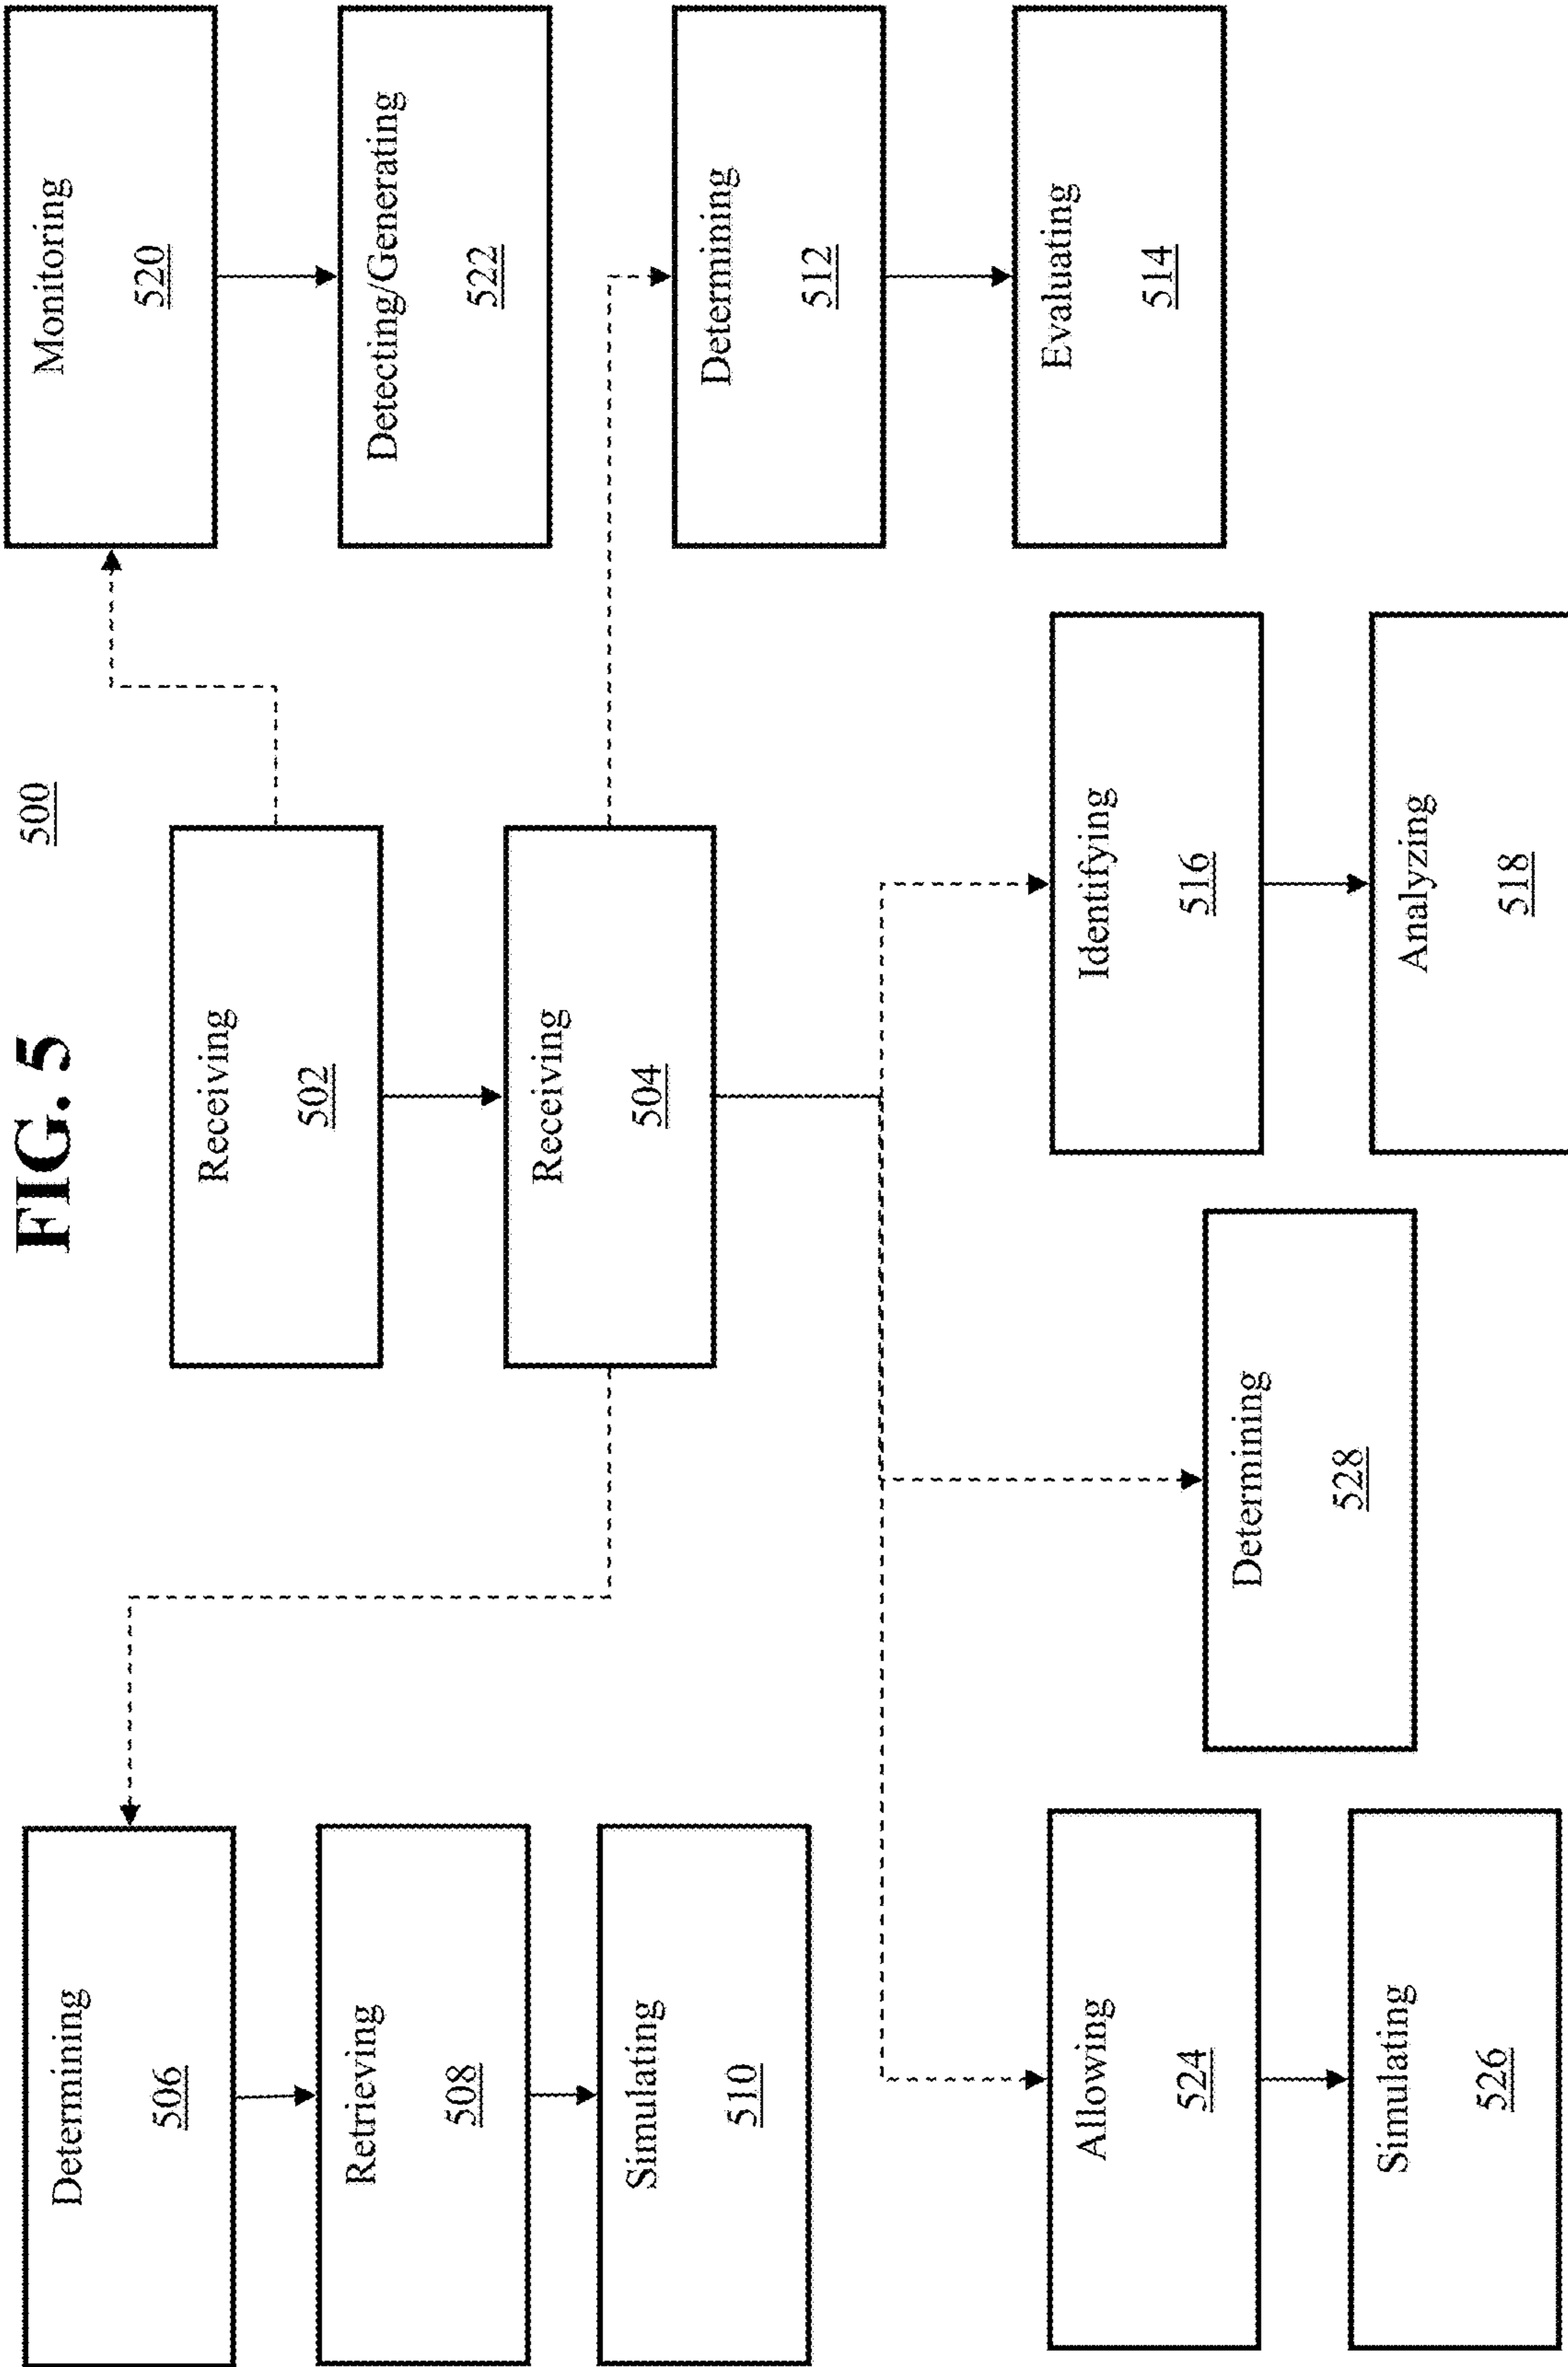 FIG. 5
500
Receiving
502
Receiving
504
Determining
506
Retrieving
508
Simulating
510
Monitoring
520
Detecting/Generating
522
Determining
512
Evaluating
514
Allowing
524
Simulating
526
Determining
528
Identifying
516
Analyzing
518